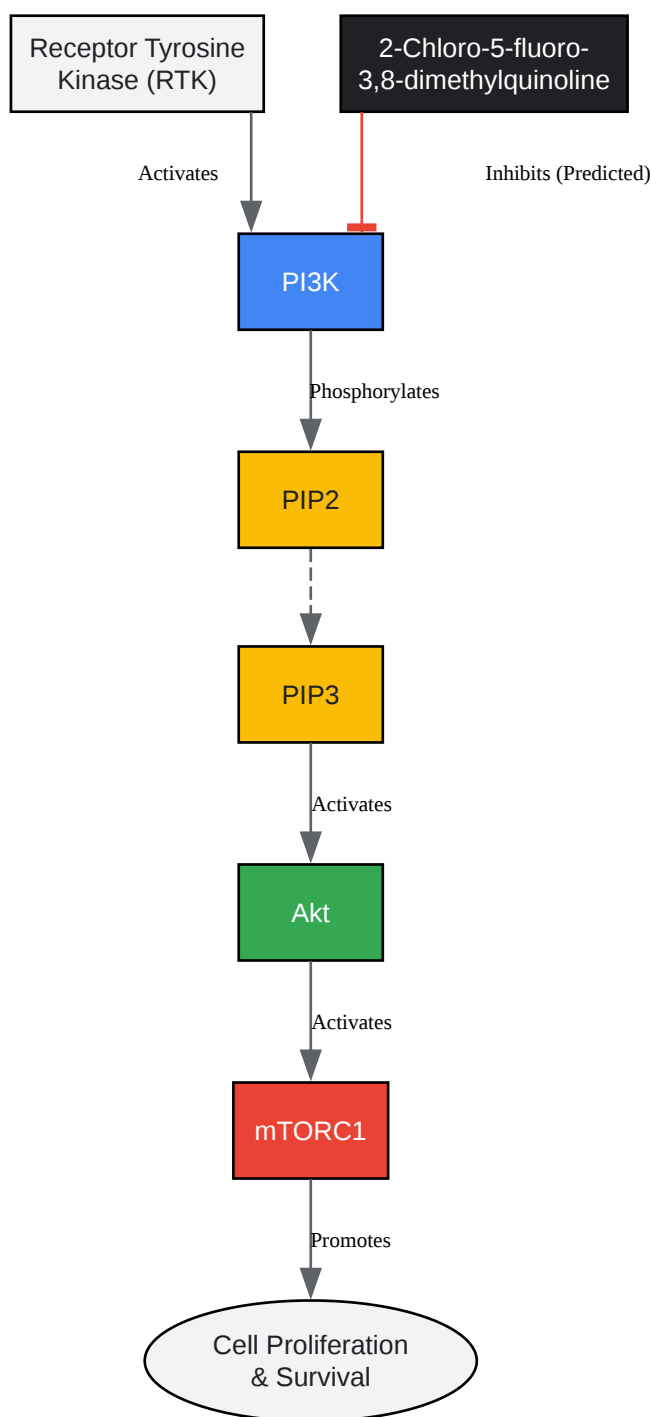 Receptor Tyrosine
Kinase (RTK)
2-Chloro-5-fluoro-
3,8-dimethylquinoline
Activates
Inhibits (Predicted)
PI3K
Phosphorylates
PIP2
PIP3
Activates
Akt
Activates
mTORC1
Promotes
Cell Proliferation
& Survival